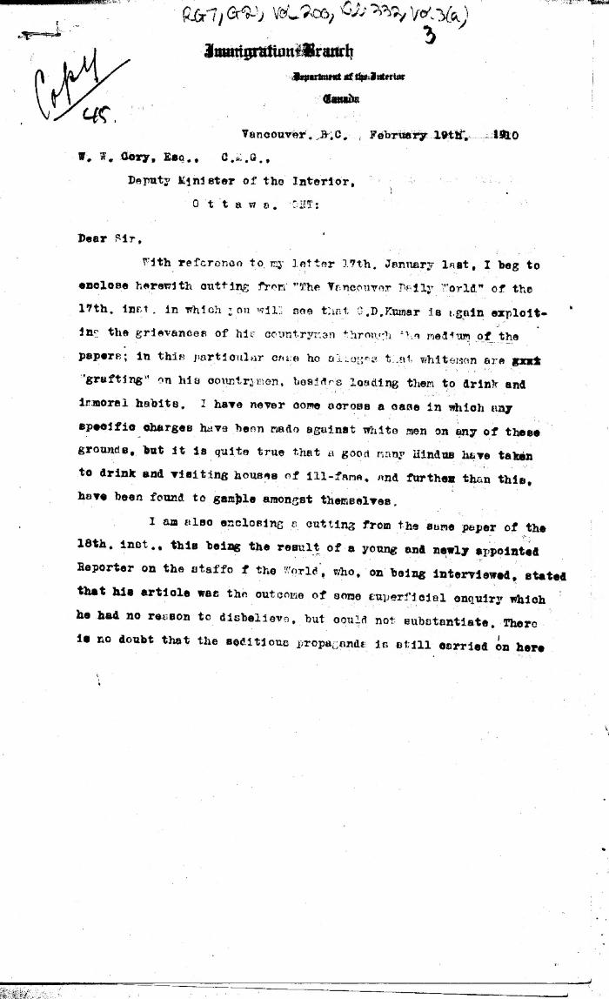 RG7, G21, Vol 200, 332, Vol 3(a)
3
Copy
45.
Immigration Branch
Department of the Interior
Canada
Vancouver. B.C. , February 19th. 1910
W. W. Cory, Esq., C.M.G.,
Deputy Minister of the Interior,
O t t a w a. ONT:
Dear Sir,
With reference to my letter 17th. January last, I beg to
enclose herewith cutting from "The Vancouver Daily World" of the
17th. inst. in which you will see that G.D.Kumar is again exploit-
ing the grievances of his countrymen through the medium of the
papers; in this particular case he alleges that whitemen are
"grafting" on his countrymen, besides leading them to drink and
immoral habits. I have never come across a case in which any
specific charges have been made against white men on any of these
grounds, but it is quite true that a good many Hindus have taken
to drink and visiting houses of ill-fame, and further than this,
have been found to gamble amongst themselves.
I am also enclosing a cutting from the same paper of the
18th. inst., this being the result of a young and newly appointed
Reporter on the staffo f the World, who, on being interviewed, stated
that his article was the outcome of some superficial enquiry which
he had no reason to disbelieve, but could not substantiate. There
is no doubt that the seditious propaganda is still carried on here